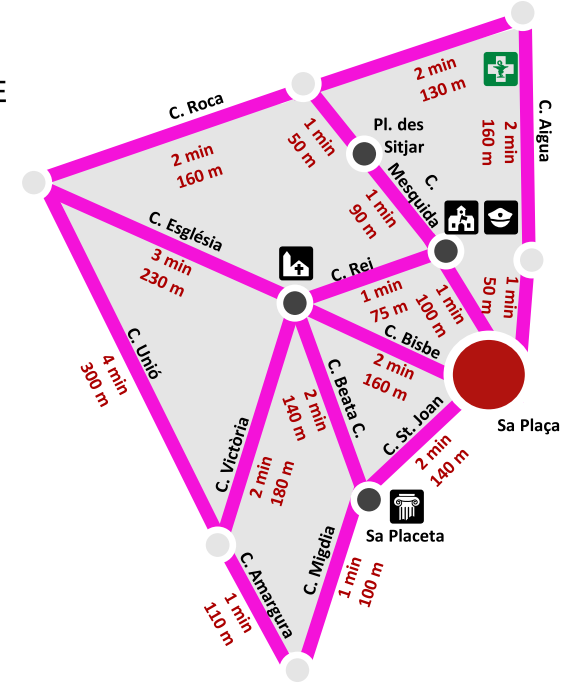 E
2 min
130 m
C. Roca
2 min
160 m
C. Aigua
2 min
160 m
1 min
50 m
Pl. des
Sitjar
C.
Mesquida
1 min
90 m
C. Església
3 min
230 m
C. Rei
1 min
75 m
1 min
100 m
1 min
50 m
C. Bisbe
2 min
160 m
C. Unió
4 min
300 m
C. Beata C.
2 min
140 m
C. St. Joan
2 min
140 m
Sa Plaça
C. Victòria
2 min
180 m
Sa Placeta
C. Migdia
1 min
100 m
C. Amargura
1 min
110 m